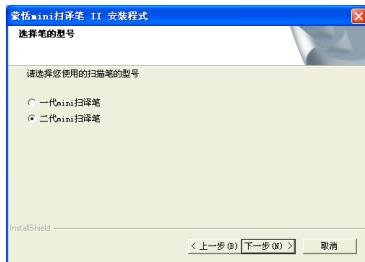 蒙恬mini扫译笔 II 安装程式
选择笔的型号
请选择您使用的扫描笔的型号
一代mini扫译笔
二代mini扫译笔
InstallShield
< 上一步(B) 下一步(N) > 取消